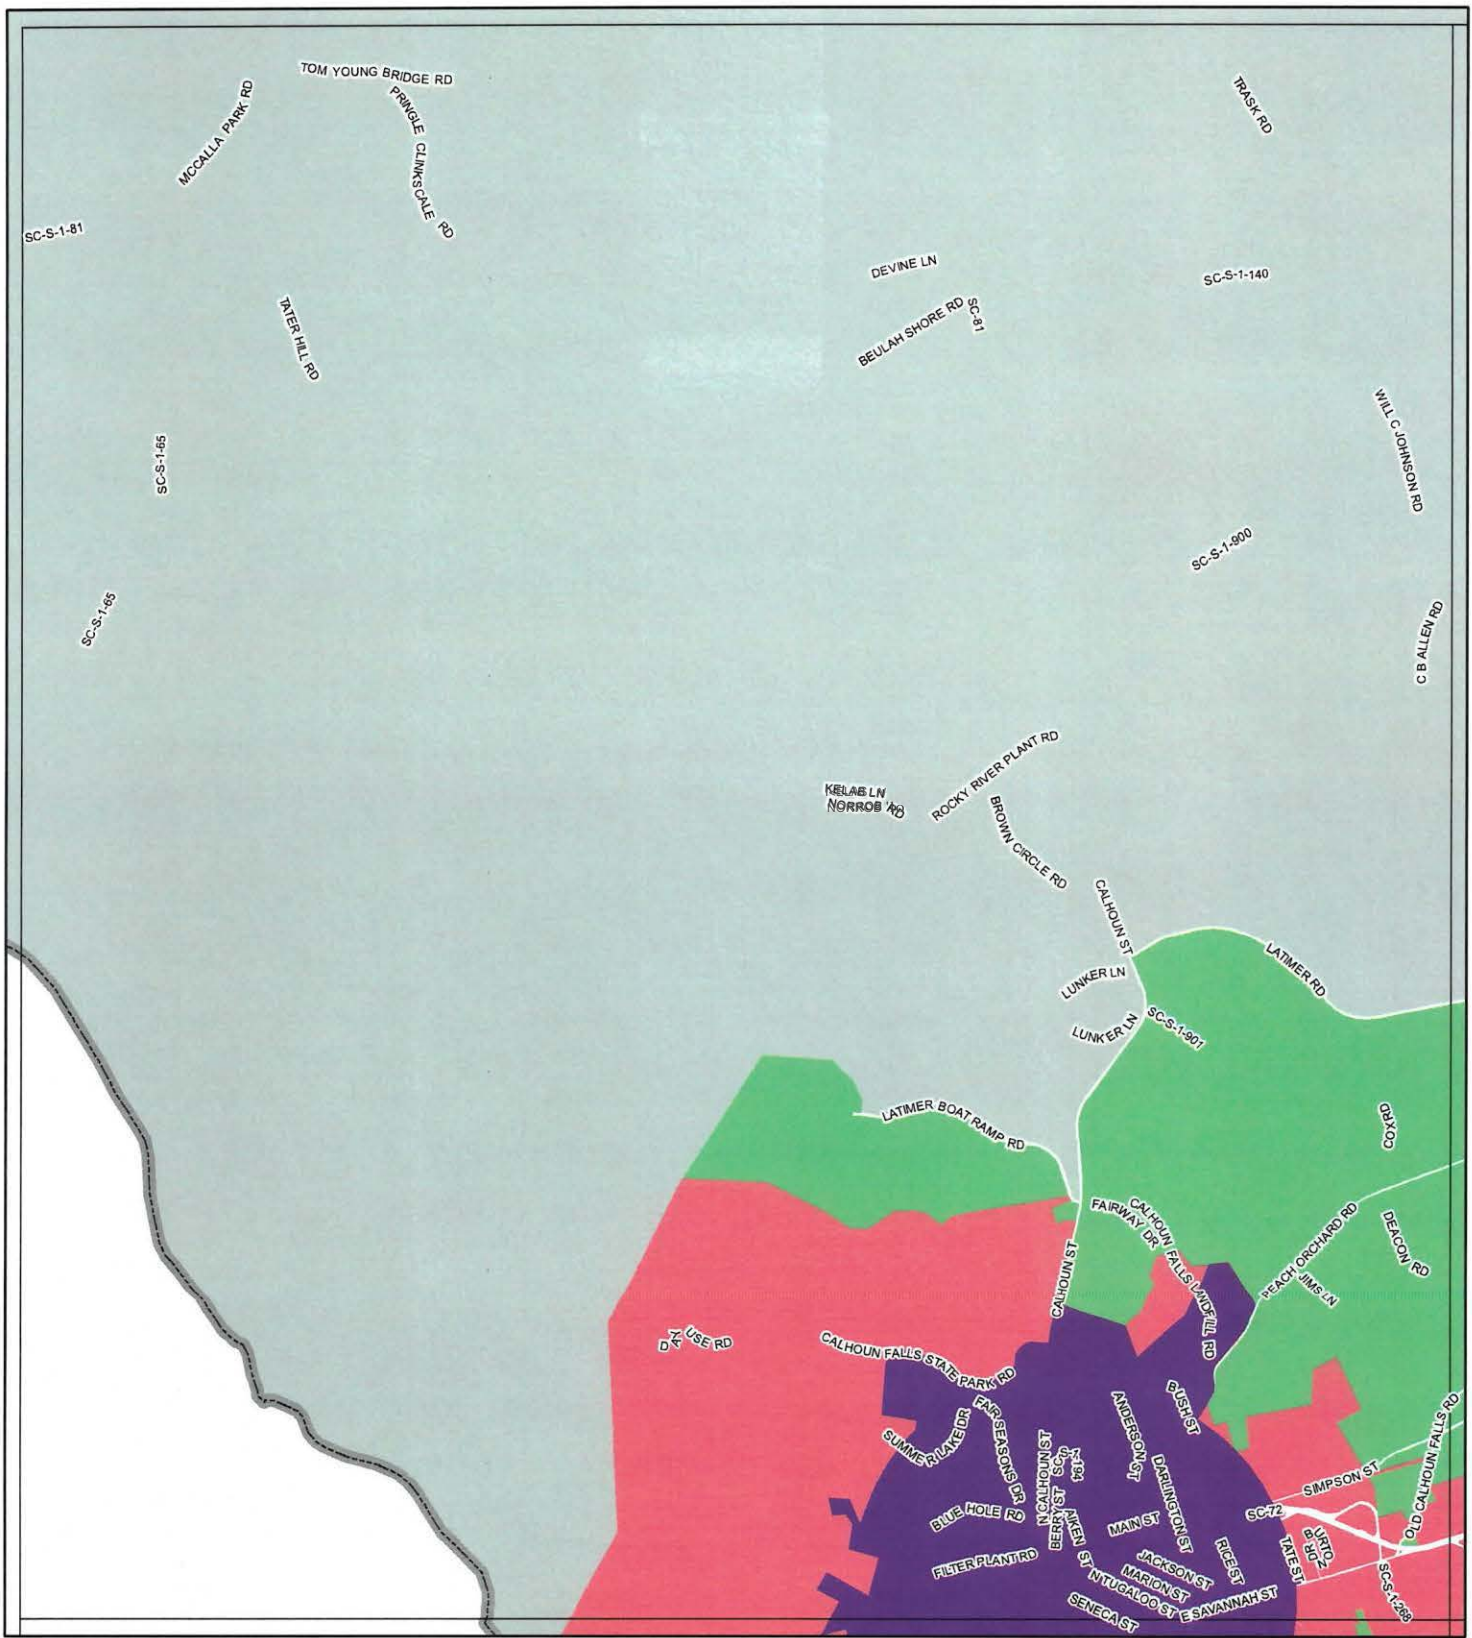 TOM YOUNG BRIDGE RD
MCCALLA PARK RD
PRINGLE CLINKSCALE RD
TRASK RD
SC-S-1-81
DEVINE LN
SC-S-1-140
TATER HILL RD
BEULAH SHORE RD
SC-81
WILL C JOHNSON RD
SC-S-1-65
SC-S-1-900
SC-S-1-65
C B ALLEN RD
ROCKY RIVER PLANT RD
BROWN CIRCLE RD
CALHOUN ST
LATIMER RD
LUNKER LN
LUNKER LN
SC-S-1-901
LATIMER BOAT RAMP RD
COX RD
FAIRWAY DR
CALHOUN FALLS LANDFILL RD
PEACH ORCHARD RD
DEACON RD
CALHOUN ST
JIMS LN
DAY USE RD
CALHOUN FALLS STATE PARK RD
BUSH ST
ANDERSON ST
FAIR SEASONS DR
SUMMER LAKE DR
N CALHOUN ST
DARLINGTON ST
SIMPSON ST
OLD CALHOUN FALLS RD
BLUE HOLE RD
BERRY ST
AIKEN ST
MAIN ST
SC-72
BURTON DR
FILTER PLANT RD
JACKSON ST
RICE ST
TATE ST
MARION ST
N TUGALOO ST
E SAVANNAH ST
SENECA ST
SC-S-1-268